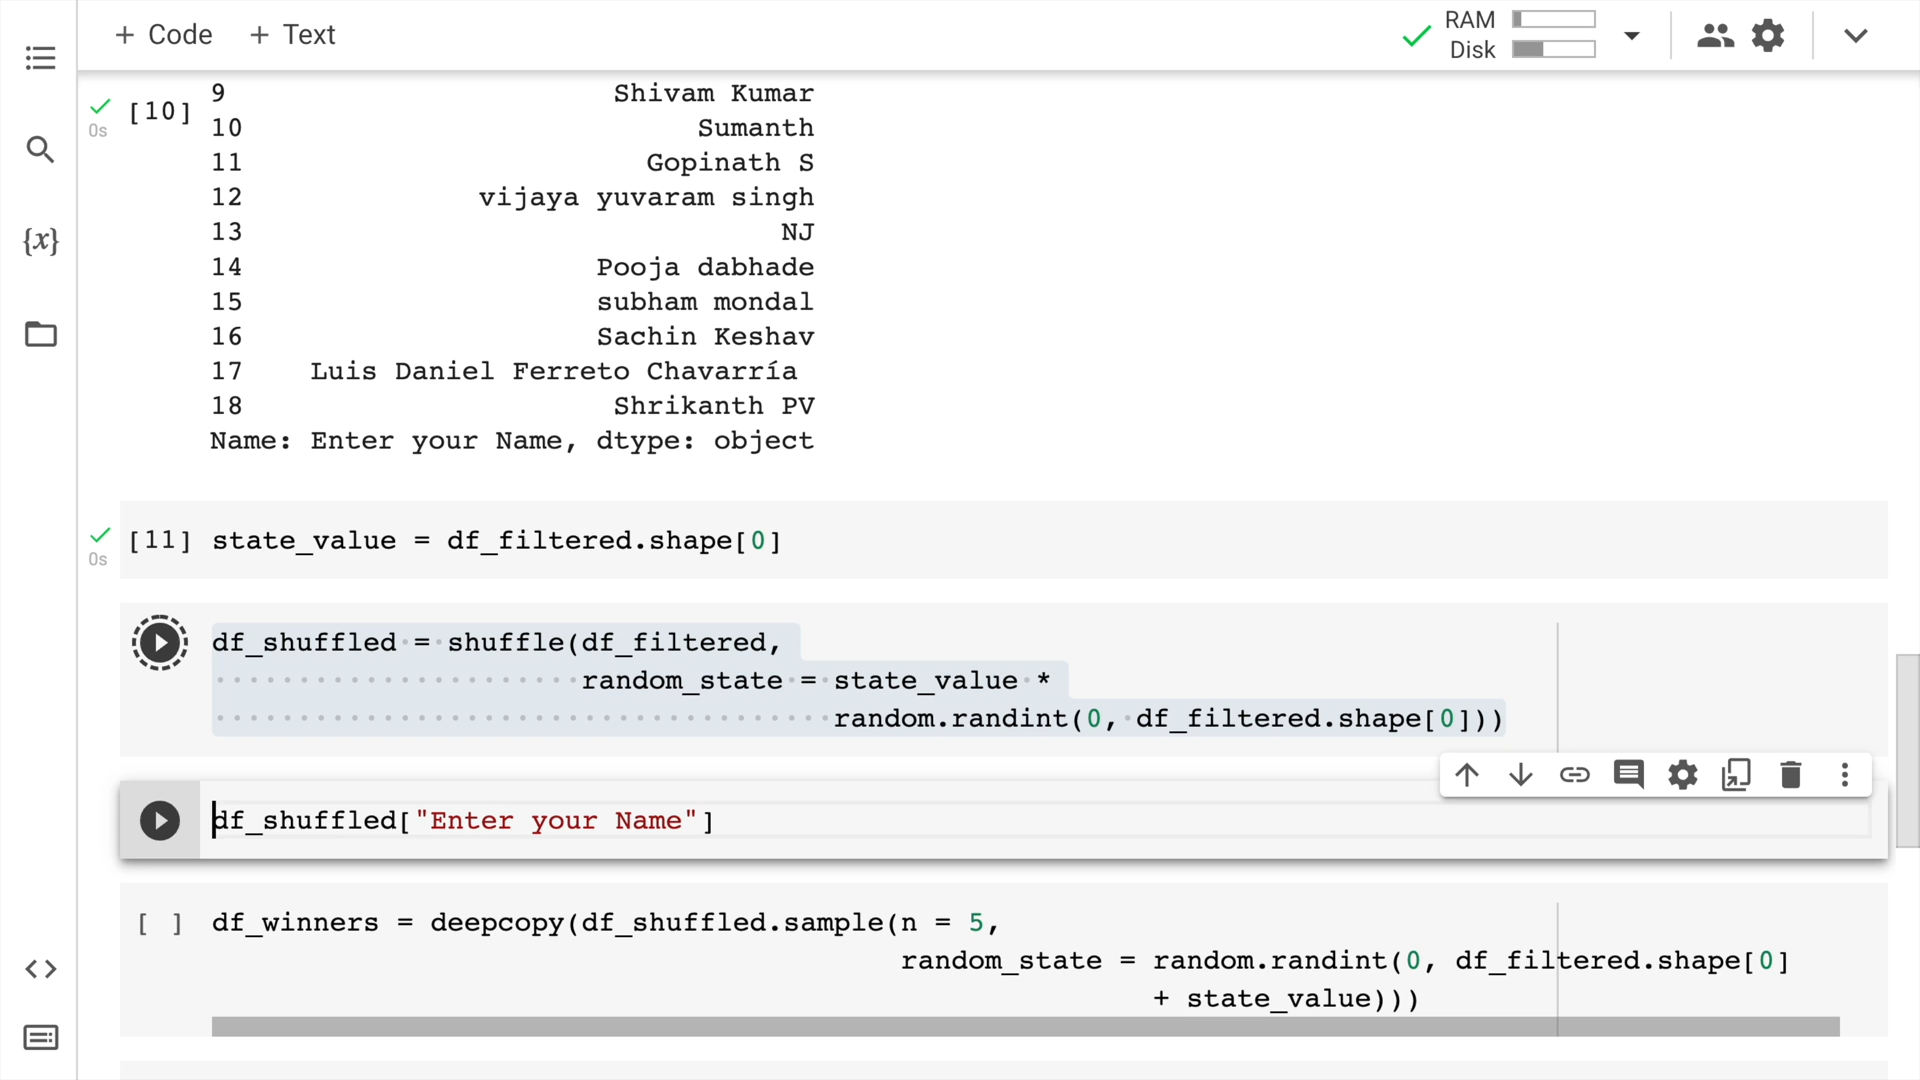 + Code + Text
RAM
Disk
[10]
0s
9 Shivam Kumar
10 Sumanth
11 Gopinath S
12 vijaya yuvaram singh
13 NJ
14 Pooja dabhade
15 subham mondal
16 Sachin Keshav
17 Luis Daniel Ferreto Chavarría
18 Shrikanth PV
Name: Enter your Name, dtype: object
[11] state_value = df_filtered.shape[0]
0s
df_shuffled = shuffle(df_filtered,
random_state = state_value *
random.randint(0, df_filtered.shape[0]))
df_shuffled["Enter your Name"]
[ ] df_winners = deepcopy(df_shuffled.sample(n = 5,
random_state = random.randint(0, df_filtered.shape[0]
+ state_value)))
{x}